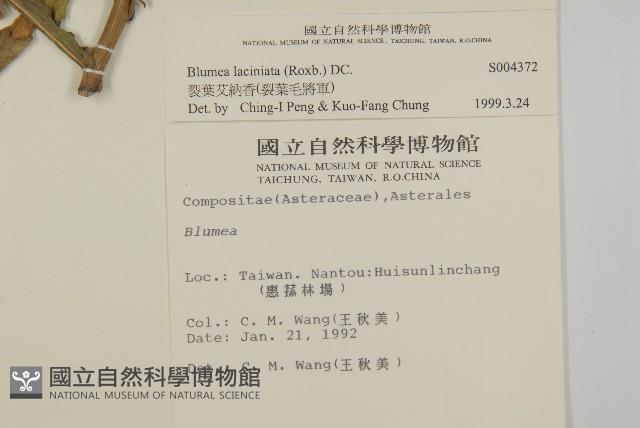 國立自然科學博物館
NATIONAL MUSEUM OF NATURAL SCIENCE, TAICHUNG, TAIWAN, R.O.CHINA
Blumea laciniata (Roxb.) DC. S004372
裂葉艾納香(裂葉毛將軍)
Det. by Ching-I Peng & Kuo-Fang Chung 1999.3.24
國立自然科學博物館
NATIONAL MUSEUM OF NATURAL SCIENCE
TAICHUNG, TAIWAN, R.O.CHINA
Compositae(Asteraceae),Asterales
Blumea
Loc.: Taiwan. Nantou:Huisunlinchang
(惠蓀林場)
Col.: C. M. Wang(王秋美)
Date: Jan. 21, 1992
Det.: C. M. Wang(王秋美)
國立自然科學博物館
NATIONAL MUSEUM OF NATURAL SCIENCE